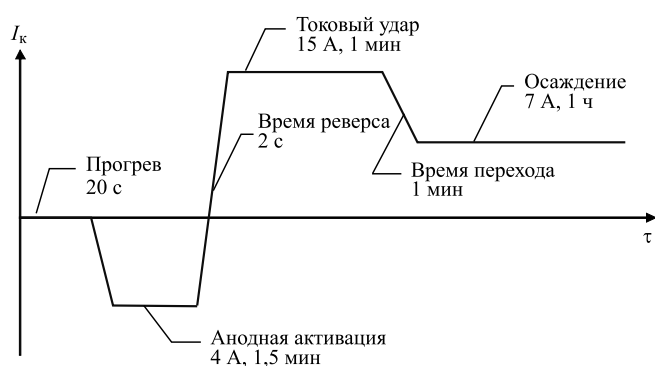 Iк
Токовый удар
15 А, 1 мин
Осаждение
7 А, 1 ч
Время реверса
2 с
Прогрев
20 с
Время перехода
1 мин
τ
Анодная активация
4 А, 1,5 мин